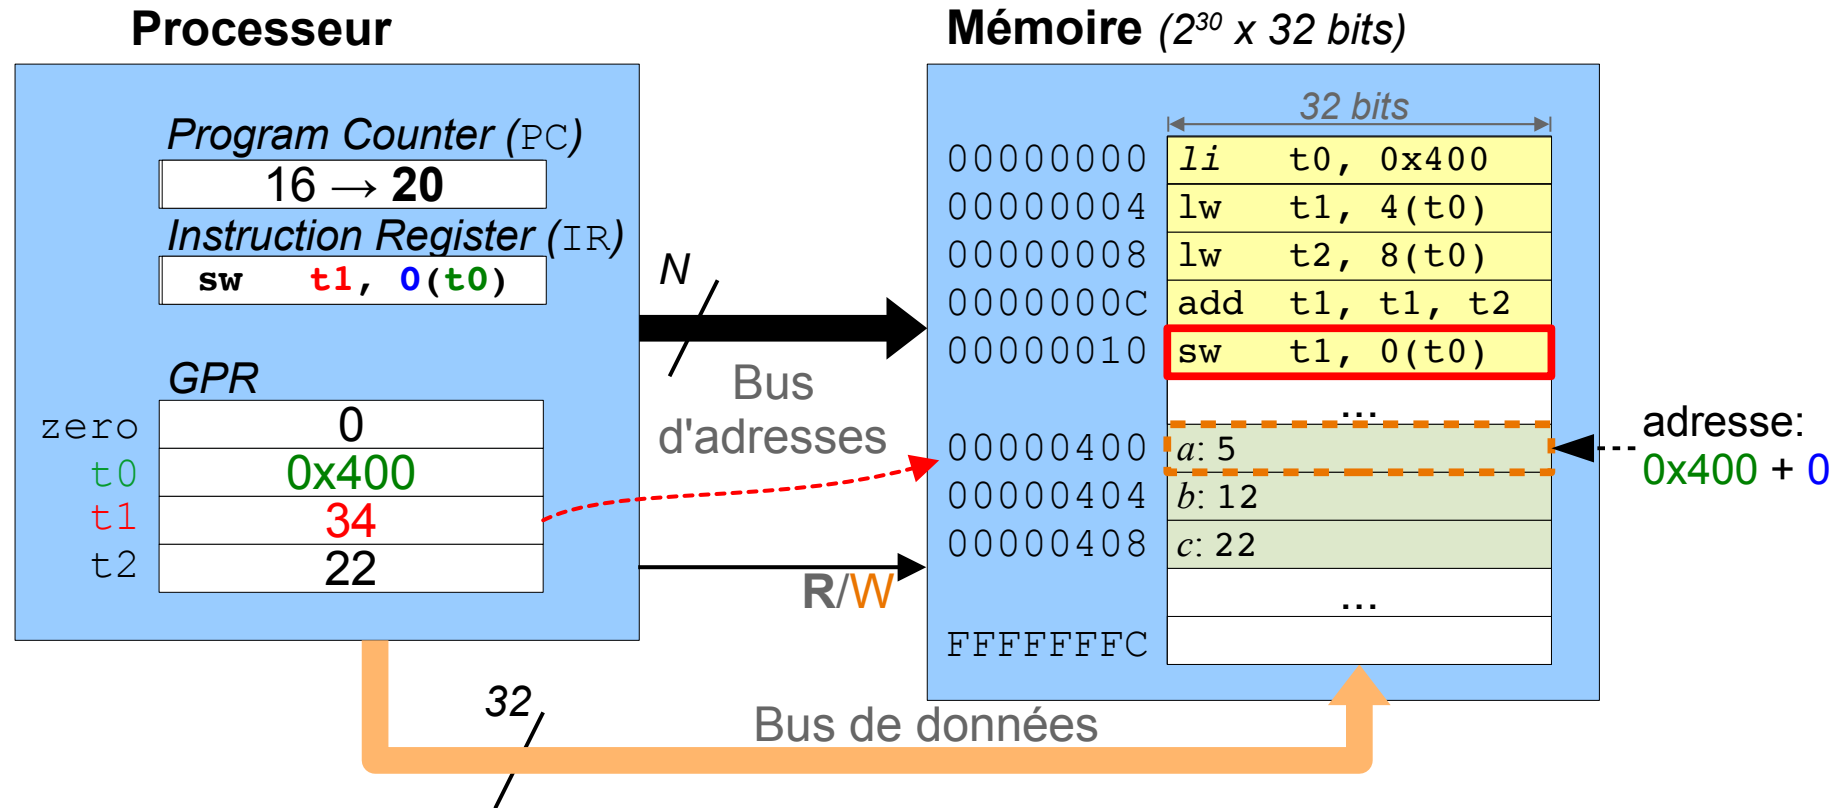 Processeur
Program Counter (PC)
16 → 20
Instruction Register (IR)
sw t1, 0(t0)
GPR
zero 0
t0 0x400
t1 34
t2 22
N
Bus
d'adresses
R/W
32
Bus de données
Mémoire (2³⁰ x 32 bits)
32 bits
00000000 li t0, 0x400
00000004 lw t1, 4(t0)
00000008 lw t2, 8(t0)
0000000C add t1, t1, t2
00000010 sw t1, 0(t0)
...
00000400 a: 5
00000404 b: 12
00000408 c: 22
...
FFFFFFFC
adresse:
0x400 + 0